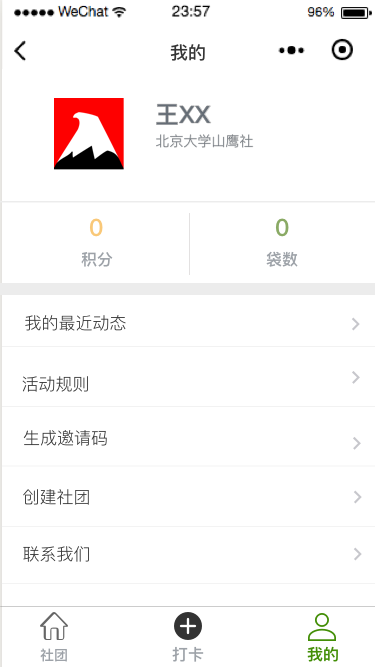 WeChat 23:57 96%
我的
王XX
北京大学山鹰社
0 0
积分 袋数
我的最近动态
活动规则
生成邀请码
创建社团
联系我们
社团 打卡 我的